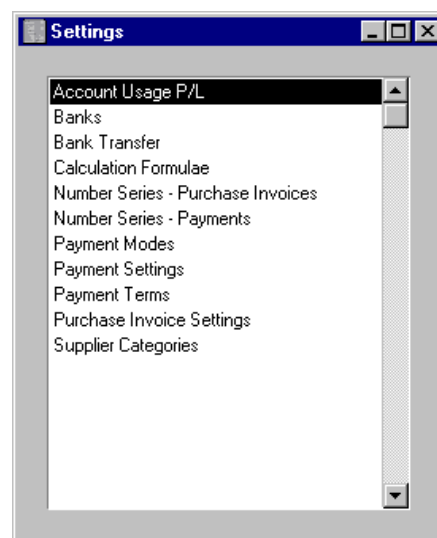 Settings
Account Usage P/L
Banks
Bank Transfer
Calculation Formulae
Number Series - Purchase Invoices
Number Series - Payments
Payment Modes
Payment Settings
Payment Terms
Purchase Invoice Settings
Supplier Categories